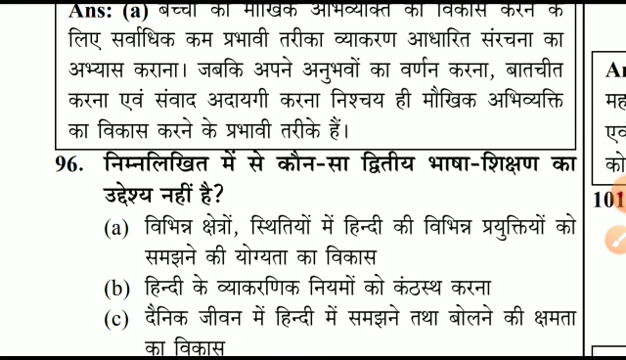 Ans: (a) बच्चों की मौखिक अभिव्यक्ति का विकास करने के
लिए सर्वाधिक कम प्रभावी तरीका व्याकरण आधारित संरचना का
अभ्यास कराना। जबकि अपने अनुभवों का वर्णन करना, बातचीत
करना एवं संवाद अदायगी करना निश्चय ही मौखिक अभिव्यक्ति
का विकास करने के प्रभावी तरीके हैं।
96. निम्नलिखित में से कौन-सा द्वितीय भाषा-शिक्षण का
उद्देश्य नहीं है?
(a) विभिन्न क्षेत्रों, स्थितियों में हिन्दी की विभिन्न प्रयुक्तियों को
समझने की योग्यता का विकास
(b) हिन्दी के व्याकरणिक नियमों को कंठस्थ करना
(c) दैनिक जीवन में हिन्दी में समझने तथा बोलने की क्षमता
का विकास
मह
एवं
को
101